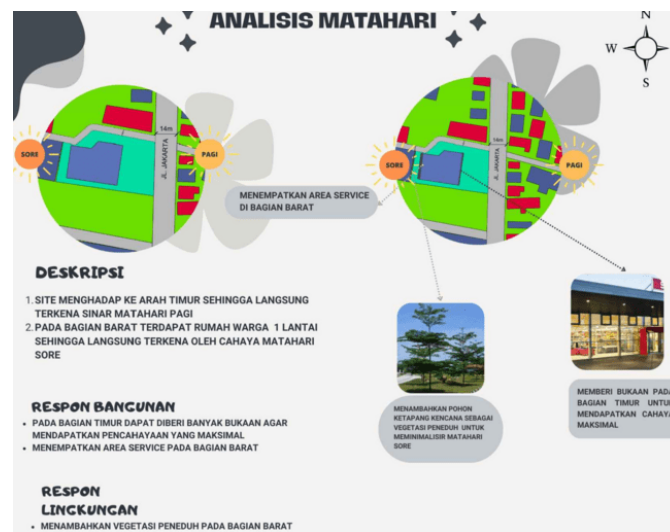 ANALISIS MATAHARI
N
W
S
14m
JL JAKARTA
SORE
PAGI
14m
JL JAKARTA
SORE
PAGI
MENEMPATKAN AREA SERVICE
DI BAGIAN BARAT
DESKRIPSI
1. SITE MENGHADAP KE ARAH TIMUR SEHINGGA LANGSUNG
TERKENA SINAR MATAHARI PAGI
2. PADA BAGIAN BARAT TERDAPAT RUMAH WARGA 1 LANTAI
SEHINGGA LANGSUNG TERKENA OLEH CAHAYA MATAHARI
SORE
MENAMBAHKAN POHON
KETAPANG KENCANA SEBAGAI
VEGETASI PENEDUH UNTUK
MEMINIMALISIR MATAHARI
SORE
MEMBERI BUKAAN PADA
BAGIAN TIMUR UNTUK
MENDAPATKAN CAHAYA
MAKSIMAL
RESPON BANGUNAN
• PADA BAGIAN TIMUR DAPAT DIBERI BANYAK BUKAAN AGAR
MENDAPATKAN PENCAHAYAAN YANG MAKSIMAL
• MENEMPATKAN AREA SERVICE PADA BAGIAN BARAT
RESPON
LINGKUNGAN
• MENAMBAHKAN VEGETASI PENEDUH PADA BAGIAN BARAT